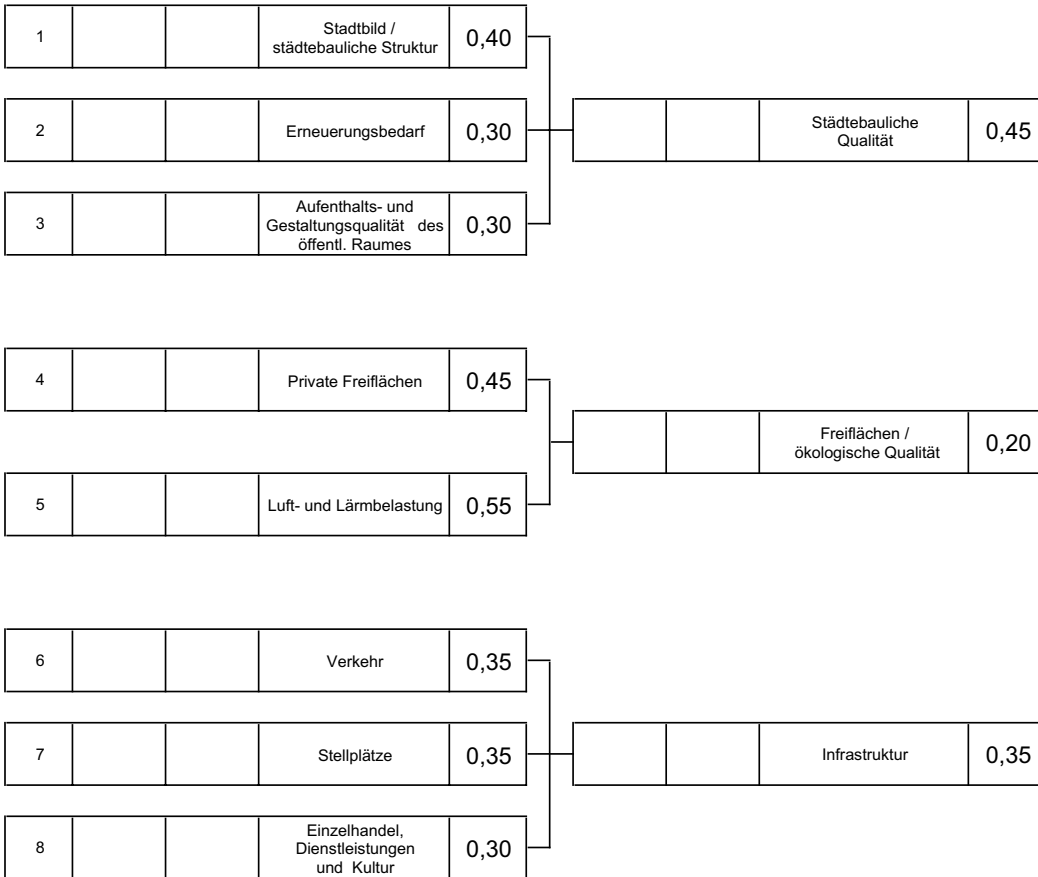 1
Stadtbild /
städtebauliche Struktur
0,40
2
Erneuerungsbedarf
0,30
3
Aufenthalts- und
Gestaltungsqualität des
öffentl. Raumes
0,30
Städtebauliche
Qualität
0,45
4
Private Freiflächen
0,45
5
Luft- und Lärmbelastung
0,55
Freiflächen /
ökologische Qualität
0,20
6
Verkehr
0,35
7
Stellplätze
0,35
8
Einzelhandel,
Dienstleistungen
und Kultur
0,30
Infrastruktur
0,35